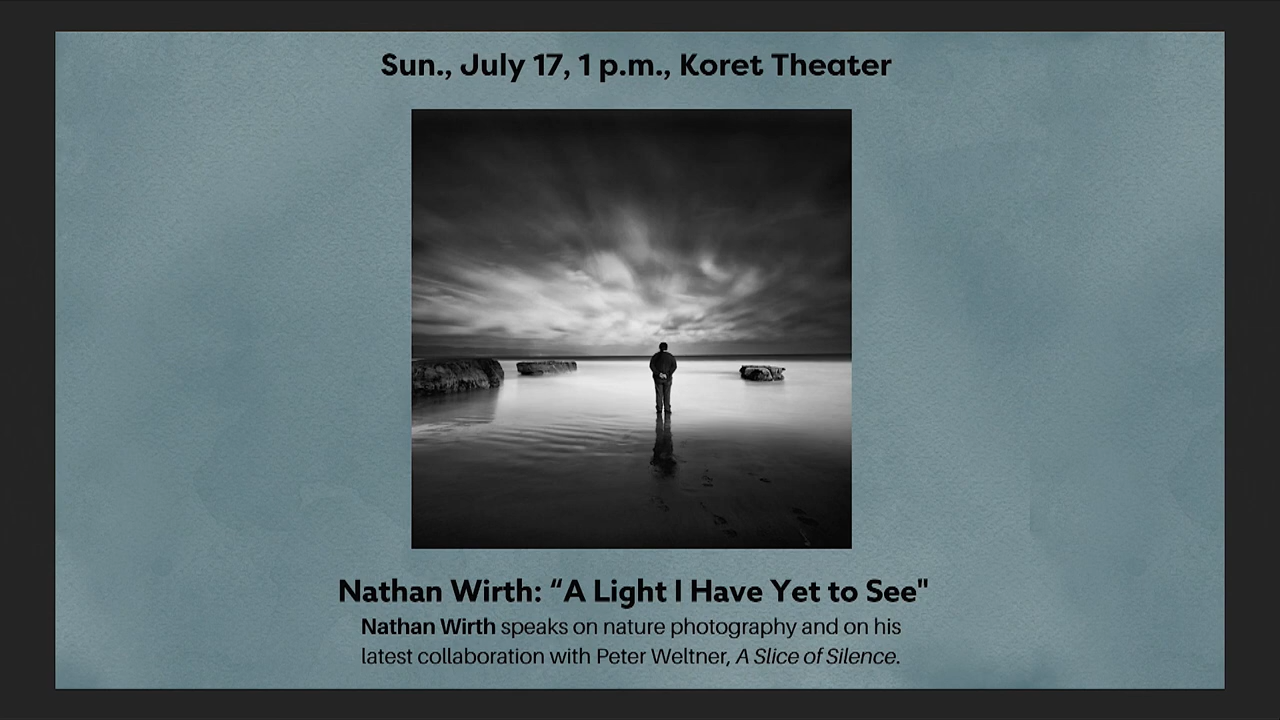 Sun., July 17, 1 p.m., Koret Theater
Nathan Wirth: “A Light I Have Yet to See"
Nathan Wirth speaks on nature photography and on his
latest collaboration with Peter Weltner, A Slice of Silence.